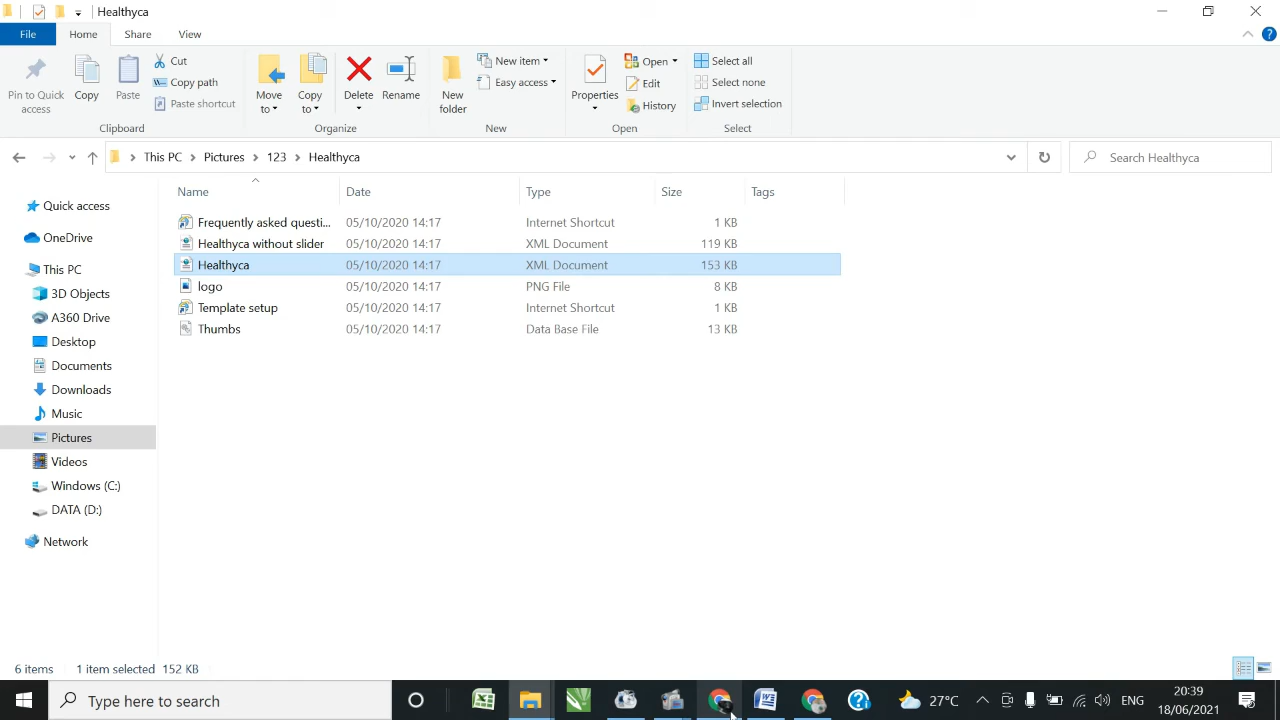 Healthyca
File Home Share View
Pin to Quick access
Copy
Paste
Cut
Copy path
Paste shortcut
Clipboard
Move to
Copy to
Delete
Rename
Organize
New folder
New item
Easy access
New
Properties
Open
Edit
History
Open
Select all
Select none
Invert selection
Select
This PC Pictures 123 Healthyca
Search Healthyca
Quick access
OneDrive
This PC
3D Objects
A360 Drive
Desktop
Documents
Downloads
Music
Pictures
Videos
Windows (C:)
DATA (D:)
Network
Name Date Type Size Tags
Frequently asked questi... 05/10/2020 14:17 Internet Shortcut 1 KB
Healthyca without slider 05/10/2020 14:17 XML Document 119 KB
Healthyca 05/10/2020 14:17 XML Document 153 KB
logo 05/10/2020 14:17 PNG File 8 KB
Template setup 05/10/2020 14:17 Internet Shortcut 1 KB
Thumbs 05/10/2020 14:17 Data Base File 13 KB
6 items 1 item selected 152 KB
Type here to search
27°C
ENG
20:39
18/06/2021